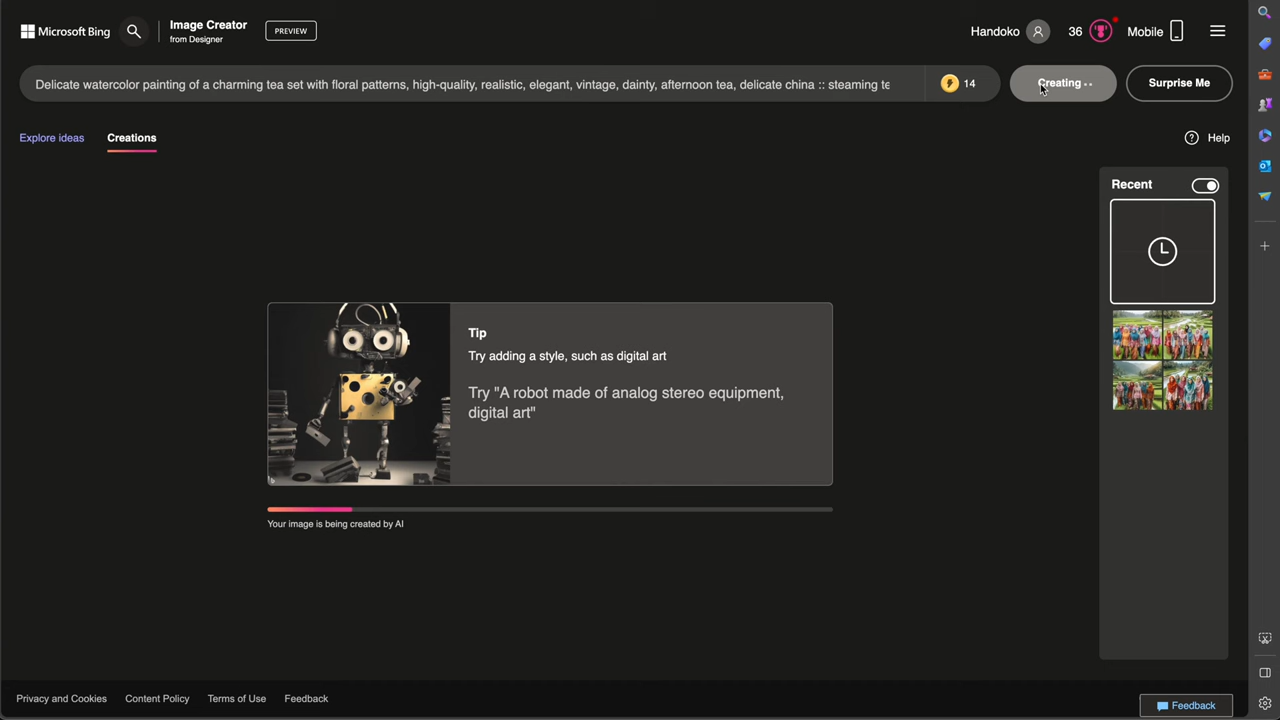 Microsoft Bing
Image Creator
from Designer
PREVIEW
Handoko
36
Mobile
Delicate watercolor painting of a charming tea set with floral patterns, high-quality, realistic, elegant, vintage, dainty, afternoon tea, delicate china :: steaming te
14
Creating ..
Surprise Me
Explore ideas
Creations
Help
Recent
Tip
Try adding a style, such as digital art
Try "A robot made of analog stereo equipment,
digital art"
Your image is being created by AI
Privacy and Cookies
Content Policy
Terms of Use
Feedback
Feedback